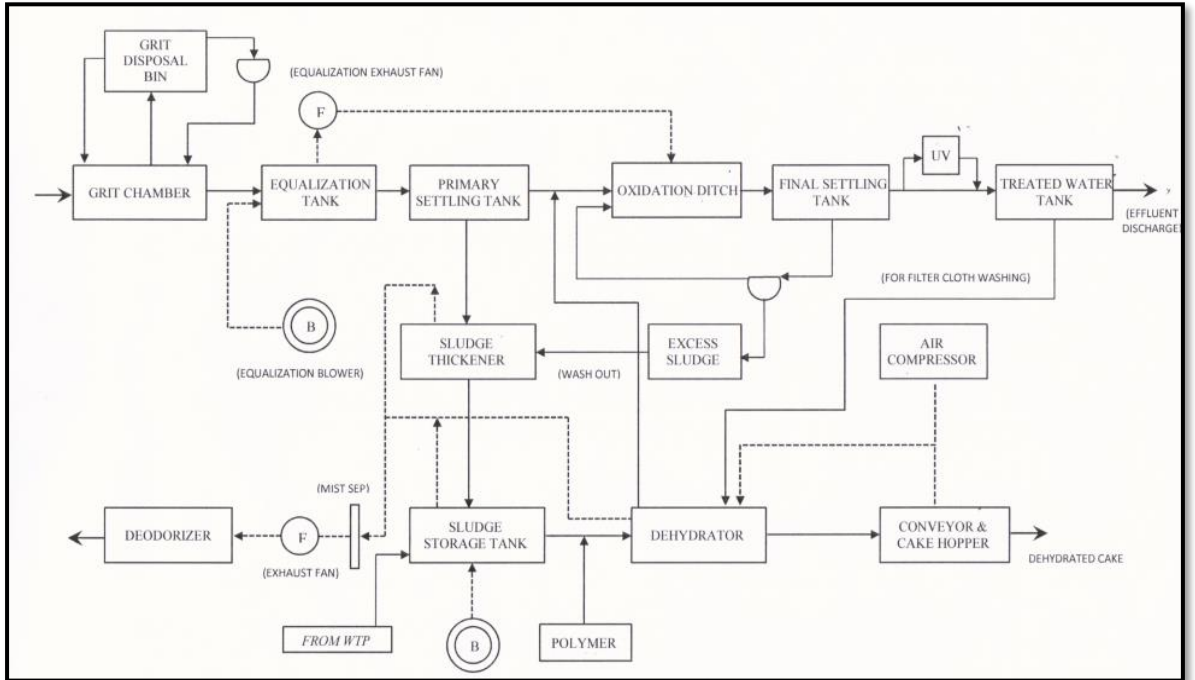 GRIT
DISPOSAL
BIN
(EQUALIZATION EXHAUST FAN)
F
UV
GRIT CHAMBER
EQUALIZATION
TANK
PRIMARY
SETTLING TANK
OXIDATION DITCH
FINAL SETTLING
TANK
TREATED WATER
TANK
(EFFLUENT
DISCHARGE)
(FOR FILTER CLOTH WASHING)
B
(EQUALIZATION BLOWER)
SLUDGE
THICKENER
(WASH OUT)
EXCESS
SLUDGE
AIR
COMPRESSOR
(MIST SEP)
DEODORIZER
F
(EXHAUST FAN)
SLUDGE
STORAGE TANK
DEHYDRATOR
CONVEYOR &
CAKE HOPPER
DEHYDRATED CAKE
FROM WTP
B
POLYMER